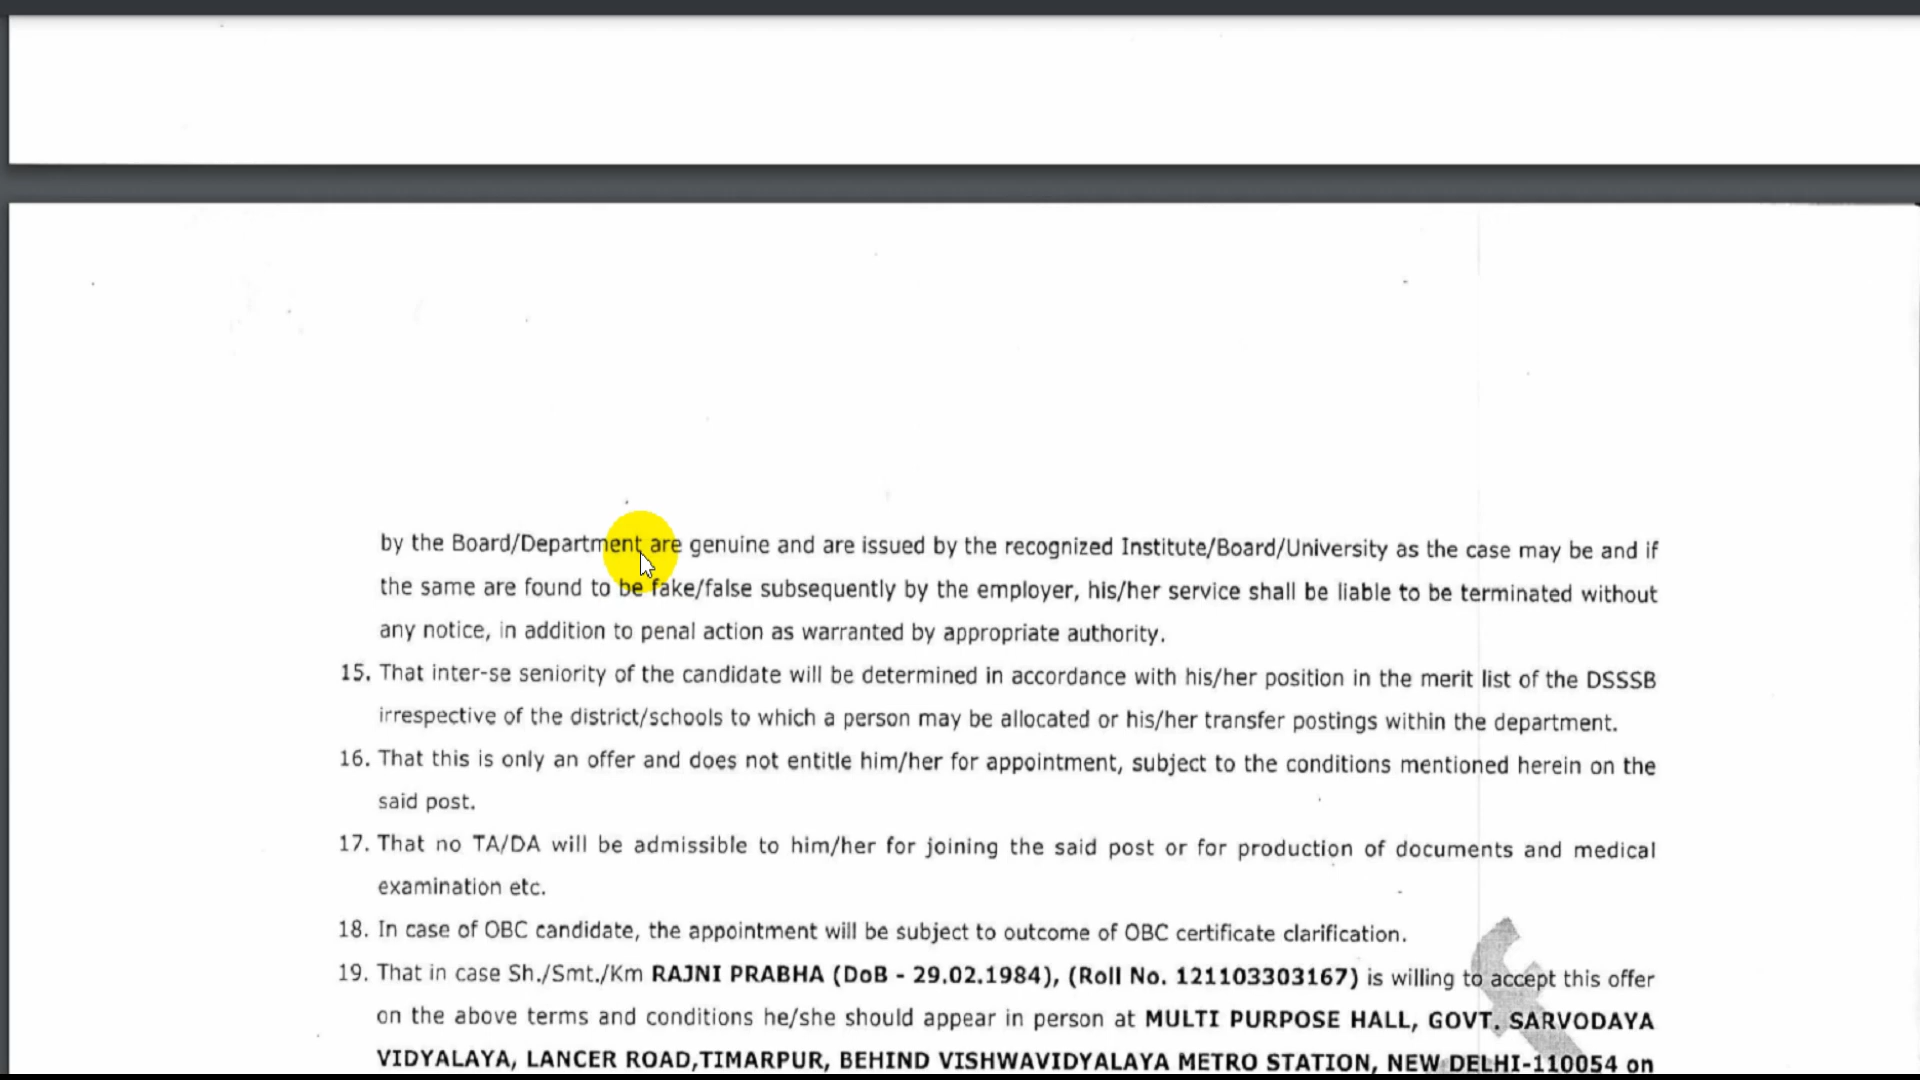 by the Board/Department are genuine and are issued by the recognized Institute/Board/University as the case may be and if
the same are found to be fake/false subsequently by the employer, his/her service shall be liable to be terminated without
any notice, in addition to penal action as warranted by appropriate authority.
15. That inter-se seniority of the candidate will be determined in accordance with his/her position in the merit list of the DSSSB
irrespective of the district/schools to which a person may be allocated or his/her transfer postings within the department.
16. That this is only an offer and does not entitle him/her for appointment, subject to the conditions mentioned herein on the
said post.
17. That no TA/DA will be admissible to him/her for joining the said post or for production of documents and medical
examination etc.
18. In case of OBC candidate, the appointment will be subject to outcome of OBC certificate clarification.
19. That in case Sh./Smt./Km RAJNI PRABHA (DoB - 29.02.1984), (Roll No. 121103303167) is willing to accept this offer
on the above terms and conditions he/she should appear in person at MULTI PURPOSE HALL, GOVT. SARVODAYA
VIDYALAYA, LANCER ROAD,TIMARPUR, BEHIND VISHWAVIDYALAYA METRO STATION, NEW DELHI-110054 on